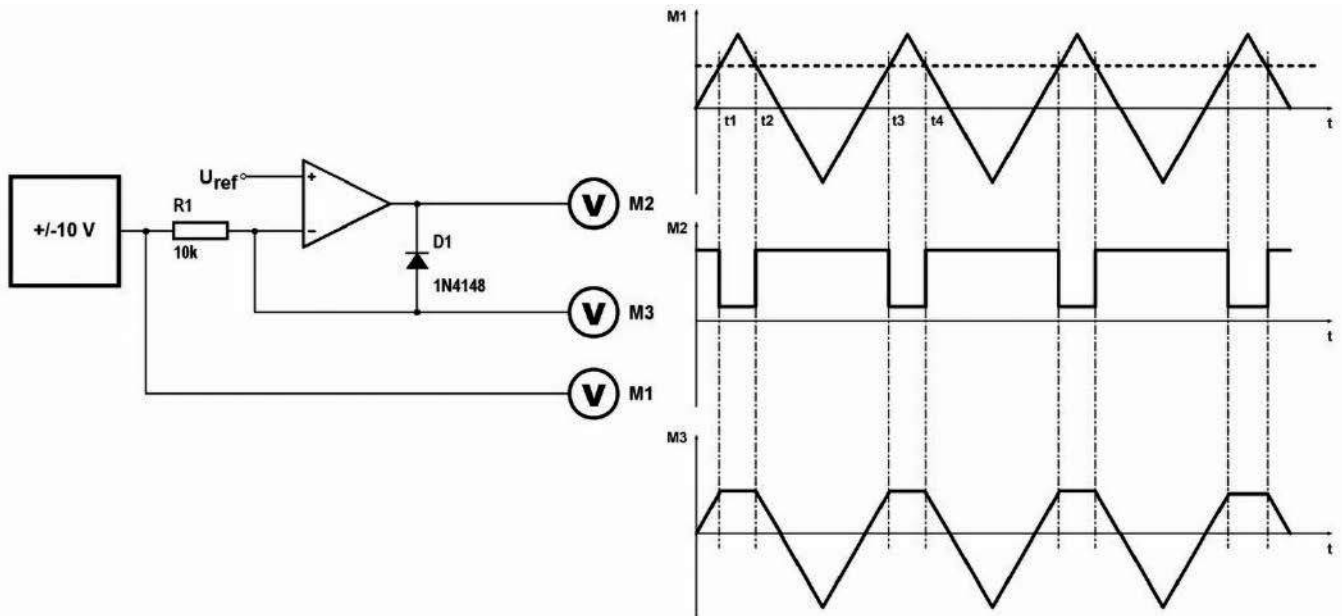 +/-10 V
R1
10k
Uref
+
−
D1
1N4148
V
M2
V
M3
V
M1
M1
t1
t2
t3
t4
t
M2
t
M3
t